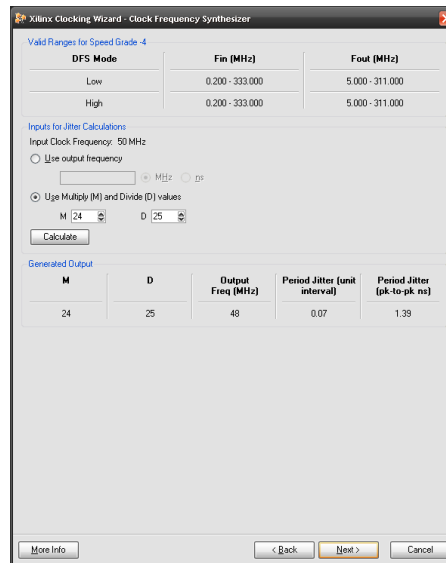 Xilinx Clocking Wizard - Clock Frequency Synthesizer
Valid Ranges for Speed Grade -4
DFS Mode Fin (MHz) Fout (MHz)
Low 0.200 - 333.000 5.000 - 311.000
High 0.200 - 333.000 5.000 - 311.000
Inputs for Jitter Calculations
Input Clock Frequency: 50 MHz
Use output frequency
MHz ns
Use Multiply (M) and Divide (D) values
M 24 D 25
Calculate
Generated Output
M D Output Freq (MHz) Period Jitter (unit interval) Period Jitter (pk-to-pk ns)
24 25 48 0.07 1.39
More Info < Back Next > Cancel